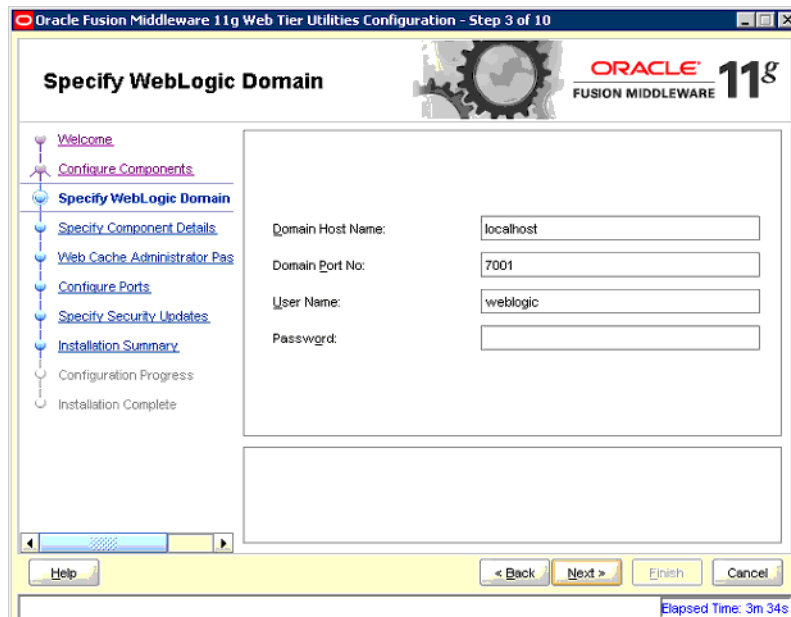 Oracle Fusion Middleware 11g Web Tier Utilities Configuration - Step 3 of 10
Specify WebLogic Domain
ORACLE
FUSION MIDDLEWARE 11g
Welcome
Configure Components
Specify WebLogic Domain
Specify Component Details
Web Cache Administrator Pas
Configure Ports
Specify Security Updates
Installation Summary
Configuration Progress
Installation Complete
Domain Host Name: localhost
Domain Port No: 7001
User Name: weblogic
Password:
Help
< Back
Next >
Finish
Cancel
Elapsed Time: 3m 34s